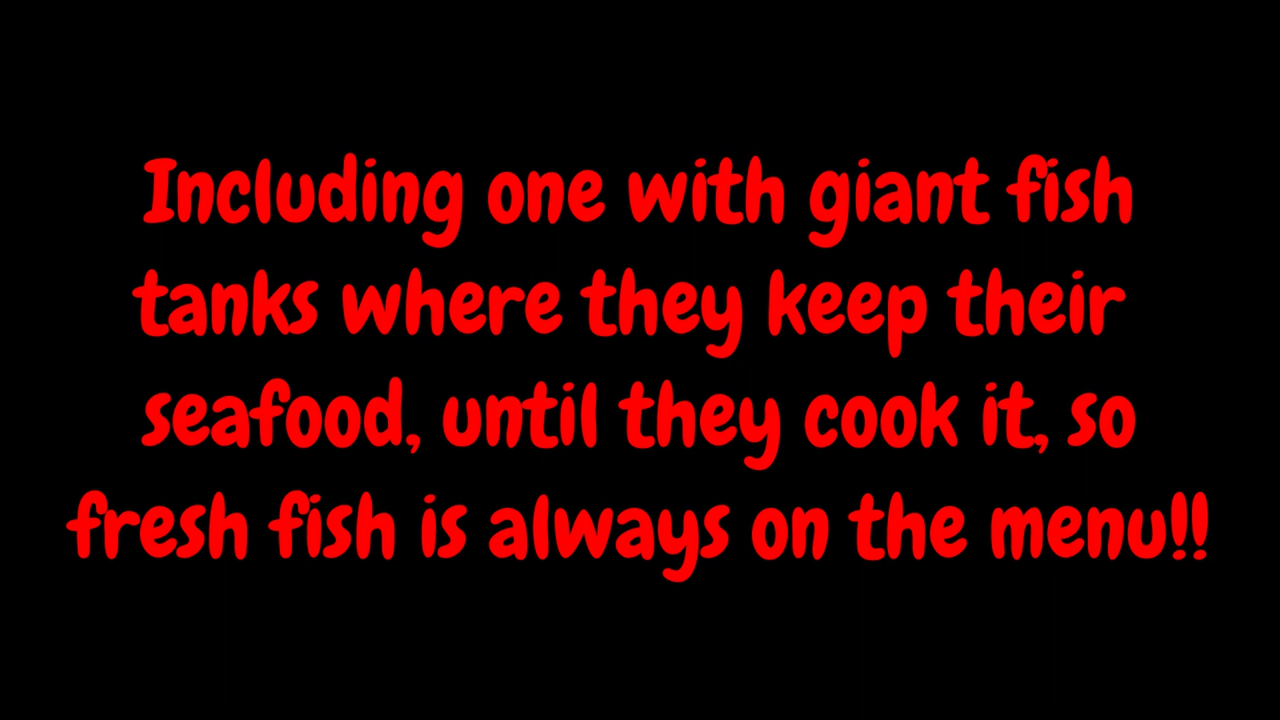 Including one with giant fish
tanks where they keep their
seafood, until they cook it, so
fresh fish is always on the menu!!